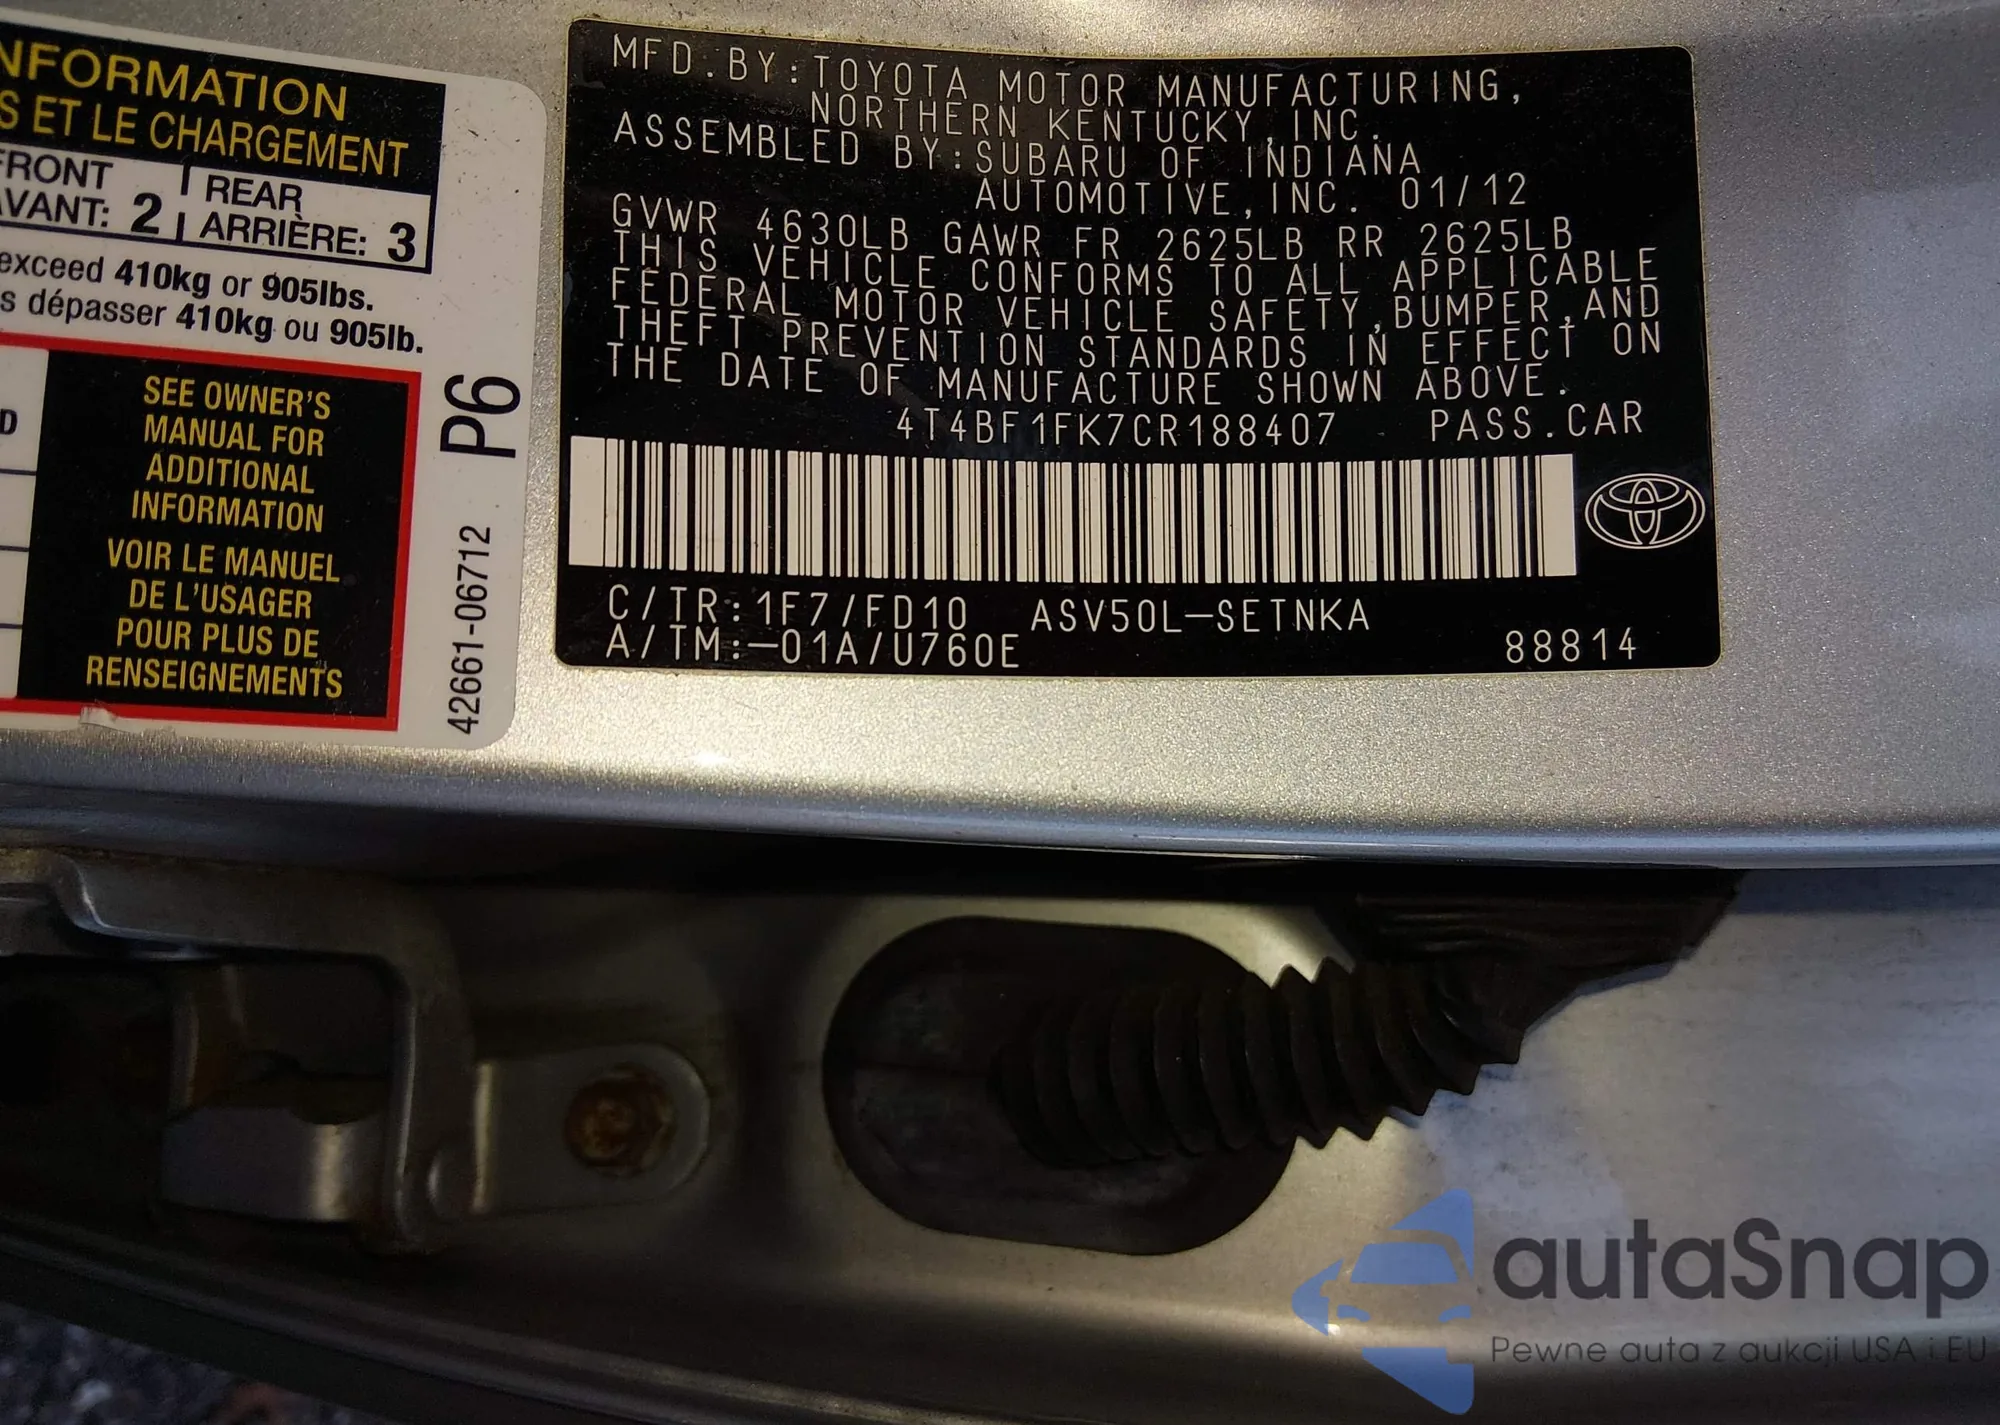 NFORMATION
S ET LE CHARGEMENT
FRONT
AVANT: 2
REAR
ARRIÈRE: 3
exceed 410kg or 905lbs.
s dépasser 410kg ou 905lb.
D
SEE OWNER'S
MANUAL FOR
ADDITIONAL
INFORMATION
VOIR LE MANUEL
DE L'USAGER
POUR PLUS DE
RENSEIGNEMENTS
P6
42661-06712
MFD.BY:TOYOTA MOTOR MANUFACTURING,
NORTHERN KENTUCKY,INC.
ASSEMBLED BY:SUBARU OF INDIANA
AUTOMOTIVE,INC. 01/12
GVWR 4630LB GAWR FR 2625LB RR 2625LB
THIS VEHICLE CONFORMS TO ALL APPLICABLE
FEDERAL MOTOR VEHICLE SAFETY,BUMPER,AND
THEFT PREVENTION STANDARDS IN EFFECT ON
THE DATE OF MANUFACTURE SHOWN ABOVE.
4T4BF1FK7CR188407 PASS.CAR
C/TR:1F7/FD10 ASV50L-SETNKA
A/TM:-01A/U760E 88814
autaSnap
Pewne auta z aukcji USA i EU